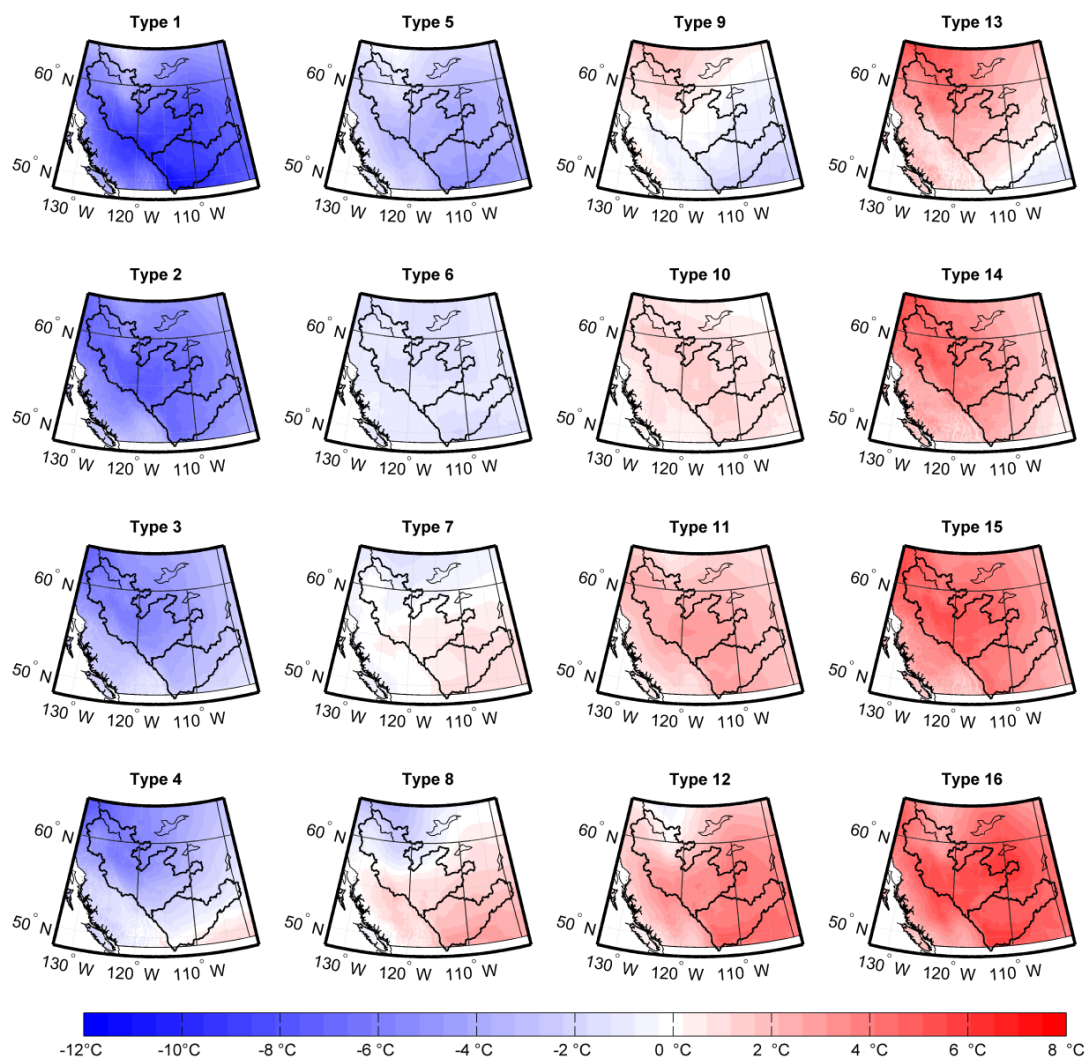 Type 1 Type 5 Type 9 Type 13
60° N 60° N 60° N 60° N
50° N 50° N 50° N 50° N
130° W 120° W 110° W 130° W 120° W 110° W 130° W 120° W 110° W 130° W 120° W 110° W
Type 2 Type 6 Type 10 Type 14
60° N 60° N 60° N 60° N
50° N 50° N 50° N 50° N
130° W 120° W 110° W 130° W 120° W 110° W 130° W 120° W 110° W 130° W 120° W 110° W
Type 3 Type 7 Type 11 Type 15
60° N 60° N 60° N 60° N
50° N 50° N 50° N 50° N
130° W 120° W 110° W 130° W 120° W 110° W 130° W 120° W 110° W 130° W 120° W 110° W
Type 4 Type 8 Type 12 Type 16
60° N 60° N 60° N 60° N
50° N 50° N 50° N 50° N
130° W 120° W 110° W 130° W 120° W 110° W 130° W 120° W 110° W 130° W 120° W 110° W
-12°C -10°C -8°C -6°C -4°C -2°C 0 °C 2 °C 4 °C 6 °C 8 °C